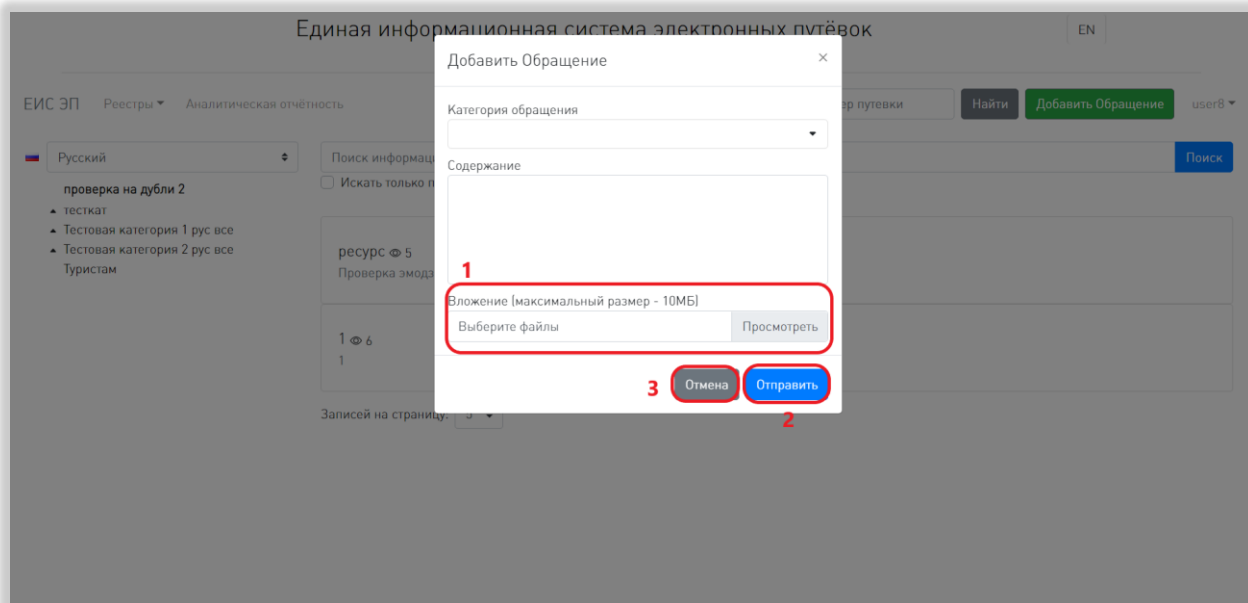 Единая информационная система электронных путёвок
EN
Добавить Обращение
×
ЕИС ЭП Реестры Аналитическая отчётность
путевки Найти Добавить Обращение user8
Категория обращения
Русский
Поиск
Поиск
Содержание
Искать только
проверка на дубли 2
тесткат
Тестовая категория 1 рус все
Тестовая категория 2 рус все
Туристам
ресурс 5
Проверка
1
Вложение (максимальный размер - 10МБ)
Выберите файлы Просмотреть
1 6
1
3 Отмена Отправить
2
Записей на страницу: 5